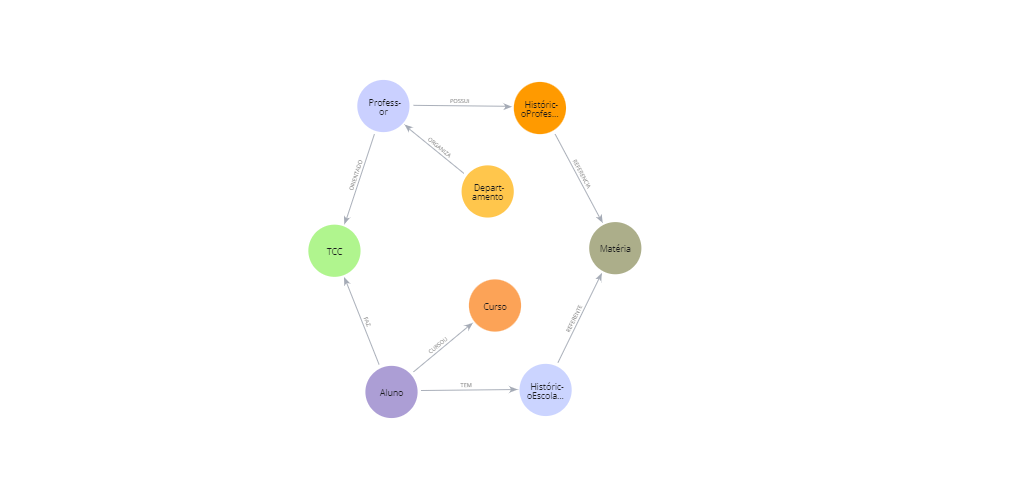 Profess-
or
POSSUI
Históric-
oProfes...
ORGANIZA
ORIENTADO
REFERENCIA
Depart-
amento
TCC
Matéria
Curso
FAZ
CURSOU
REFERENTE
Aluno
TEM
Históric-
oEscola...